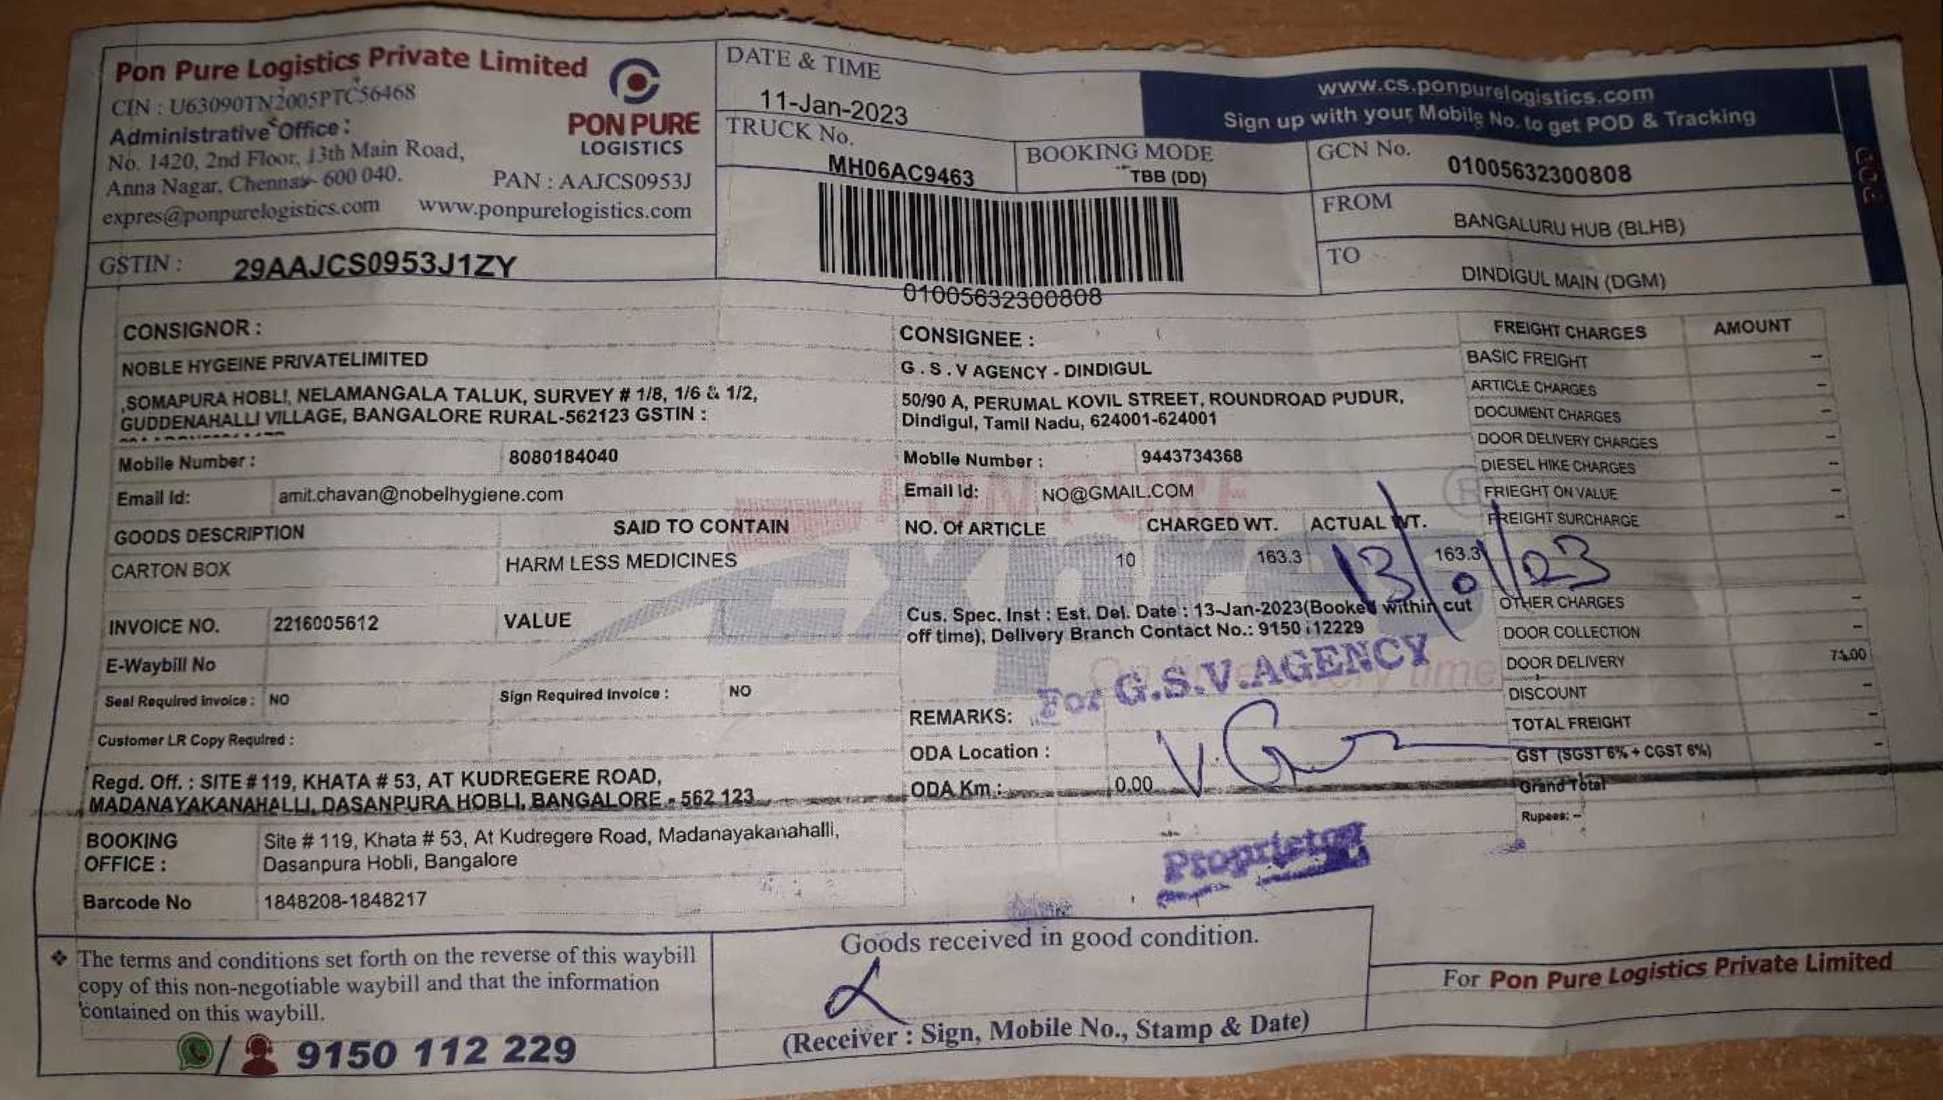 Pon Pure Logistics Private Limited
CIN : U63090TN2005PTC56468
Administrative Office :
No. 1420, 2nd Floor, 13th Main Road,
Anna Nagar, Chennai - 600 040.
PAN : AAJCS0953J
expres@ponpurelogistics.com www.ponpurelogistics.com
PON PURE
LOGISTICS
GSTIN : 29AAJCS0953J1ZY
DATE & TIME
11-Jan-2023
TRUCK No.
MH06AC9463
BOOKING MODE
TBB (DD)
01005632300808
www.cs.ponpurelogistics.com
Sign up with your Mobile No. to get POD & Tracking
GCN No. 01005632300808
FROM
BANGALURU HUB (BLHB)
TO
DINDIGUL MAIN (DGM)
CONSIGNOR :
NOBLE HYGEINE PRIVATELIMITED
,SOMAPURA HOBLI, NELAMANGALA TALUK, SURVEY # 1/8, 1/6 & 1/2,
GUDDENAHALLI VILLAGE, BANGALORE RURAL-562123 GSTIN :
Mobile Number : 8080184040
Email Id: amit.chavan@nobelhygiene.com
GOODS DESCRIPTION SAID TO CONTAIN
CARTON BOX HARM LESS MEDICINES
INVOICE NO. 2216005612 VALUE
E-Waybill No
Seal Required Invoice : NO Sign Required Invoice : NO
Customer LR Copy Required :
Regd. Off. : SITE # 119, KHATA # 53, AT KUDREGERE ROAD,
MADANAYAKANAHALLI, DASANPURA HOBLI, BANGALORE - 562 123
BOOKING OFFICE : Site # 119, Khata # 53, At Kudregere Road, Madanayakanahalli,
Dasanpura Hobli, Bangalore
Barcode No 1848208-1848217
CONSIGNEE :
G . S . V AGENCY - DINDIGUL
50/90 A, PERUMAL KOVIL STREET, ROUNDROAD PUDUR,
Dindigul, Tamil Nadu, 624001-624001
Mobile Number : 9443734368
Email Id: NO@GMAIL.COM
PON PURE
Express
NO. Of ARTICLE CHARGED WT. ACTUAL WT.
10 163.3 163.3
13/01/23
Cus. Spec. Inst : Est. Del. Date : 13-Jan-2023(Booked within cut
off time), Delivery Branch Contact No.: 9150112229
For G.S.V.AGENCY
REMARKS:
ODA Location :
ODA Km.: 0.00
Proprietor
FREIGHT CHARGES AMOUNT
BASIC FREIGHT --
ARTICLE CHARGES --
DOCUMENT CHARGES --
DOOR DELIVERY CHARGES --
DIESEL HIKE CHARGES --
FRIEGHT ON VALUE --
FREIGHT SURCHARGE --
OTHER CHARGES --
DOOR COLLECTION --
DOOR DELIVERY
DISCOUNT --
TOTAL FREIGHT --
GST (SGST 6% + CGST 6%) --
Grand Total
Rupees: --
The terms and conditions set forth on the reverse of this waybill
copy of this non-negotiable waybill and that the information
contained on this waybill.
9150 112 229
Goods received in good condition.
(Receiver : Sign, Mobile No., Stamp & Date)
For Pon Pure Logistics Private Limited